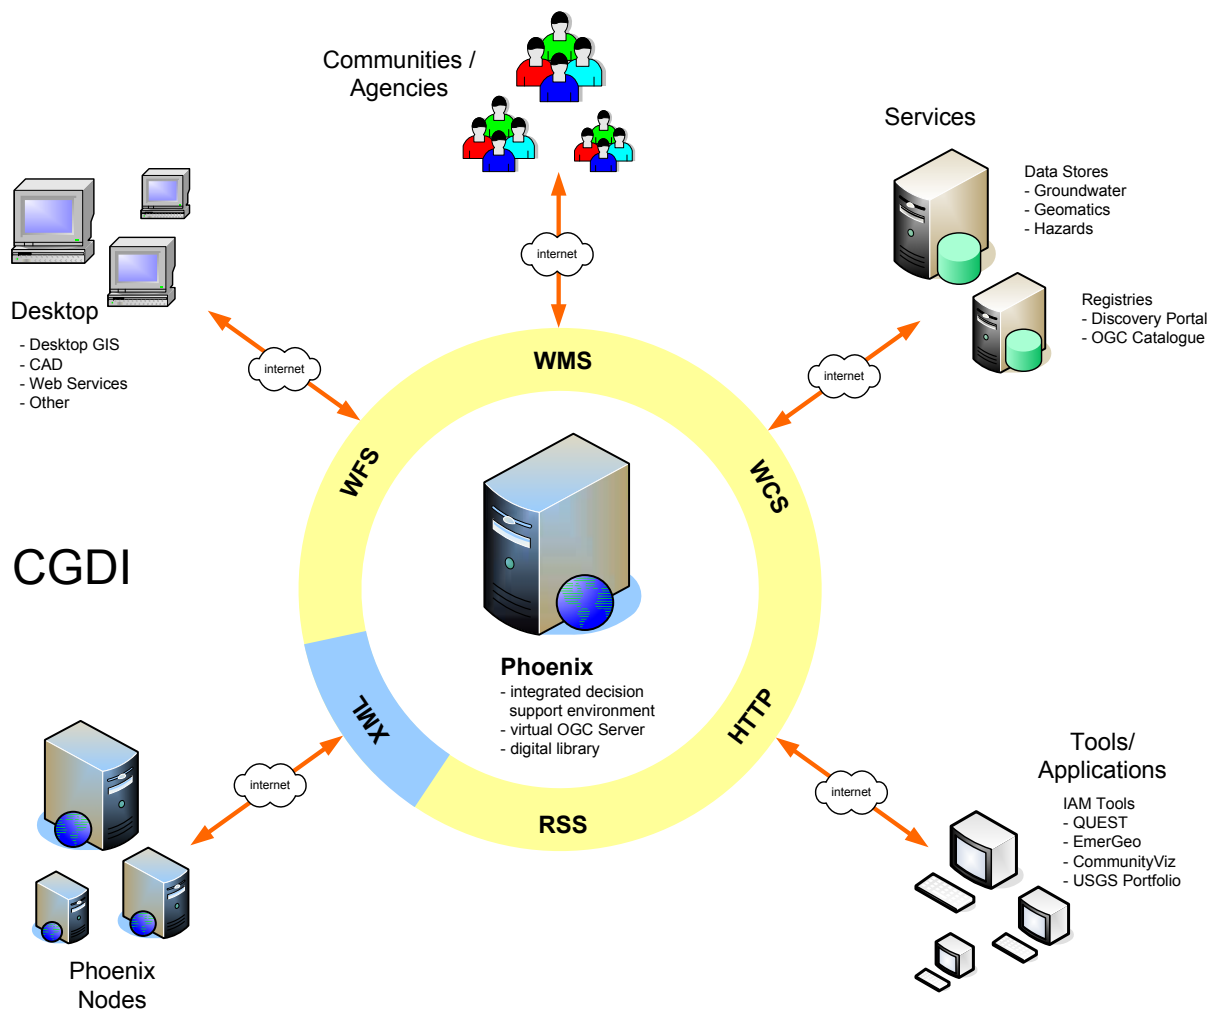 Communities /
Agencies
Services
Data Stores
- Groundwater
- Geomatics
- Hazards
Registries
- Discovery Portal
- OGC Catalogue
internet
Desktop
- Desktop GIS
- CAD
- Web Services
- Other
internet
internet
WMS
WFS
WCS
CGDI
Phoenix
- integrated decision
support environment
- virtual OGC Server
- digital library
XML
HTTP
RSS
internet
internet
Tools/
Applications
IAM Tools
- QUEST
- EmerGeo
- CommunityViz
- USGS Portfolio
Phoenix
Nodes